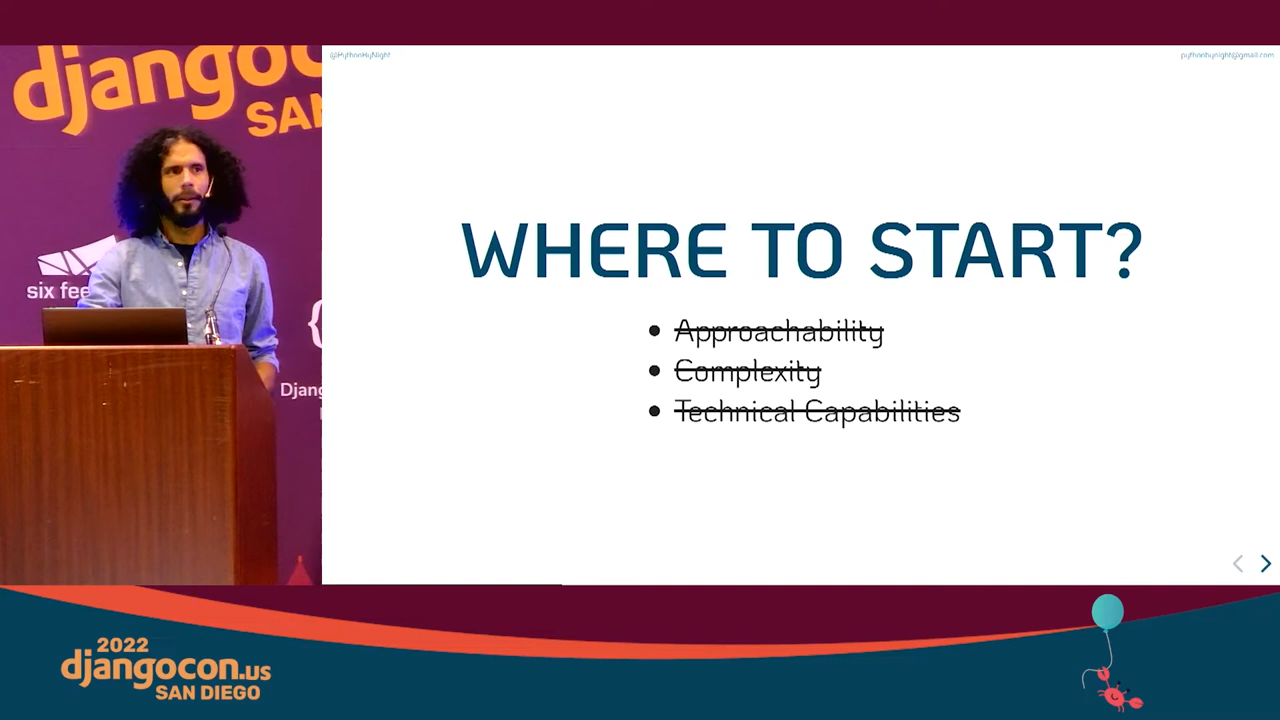 @PythonByNight
pythonbynight@gmail.com
djangoc
SAN
six fee
Djang
WHERE TO START?
Approachability
Complexity
Technical Capabilities
2022
djangocon.us
SAN DIEGO